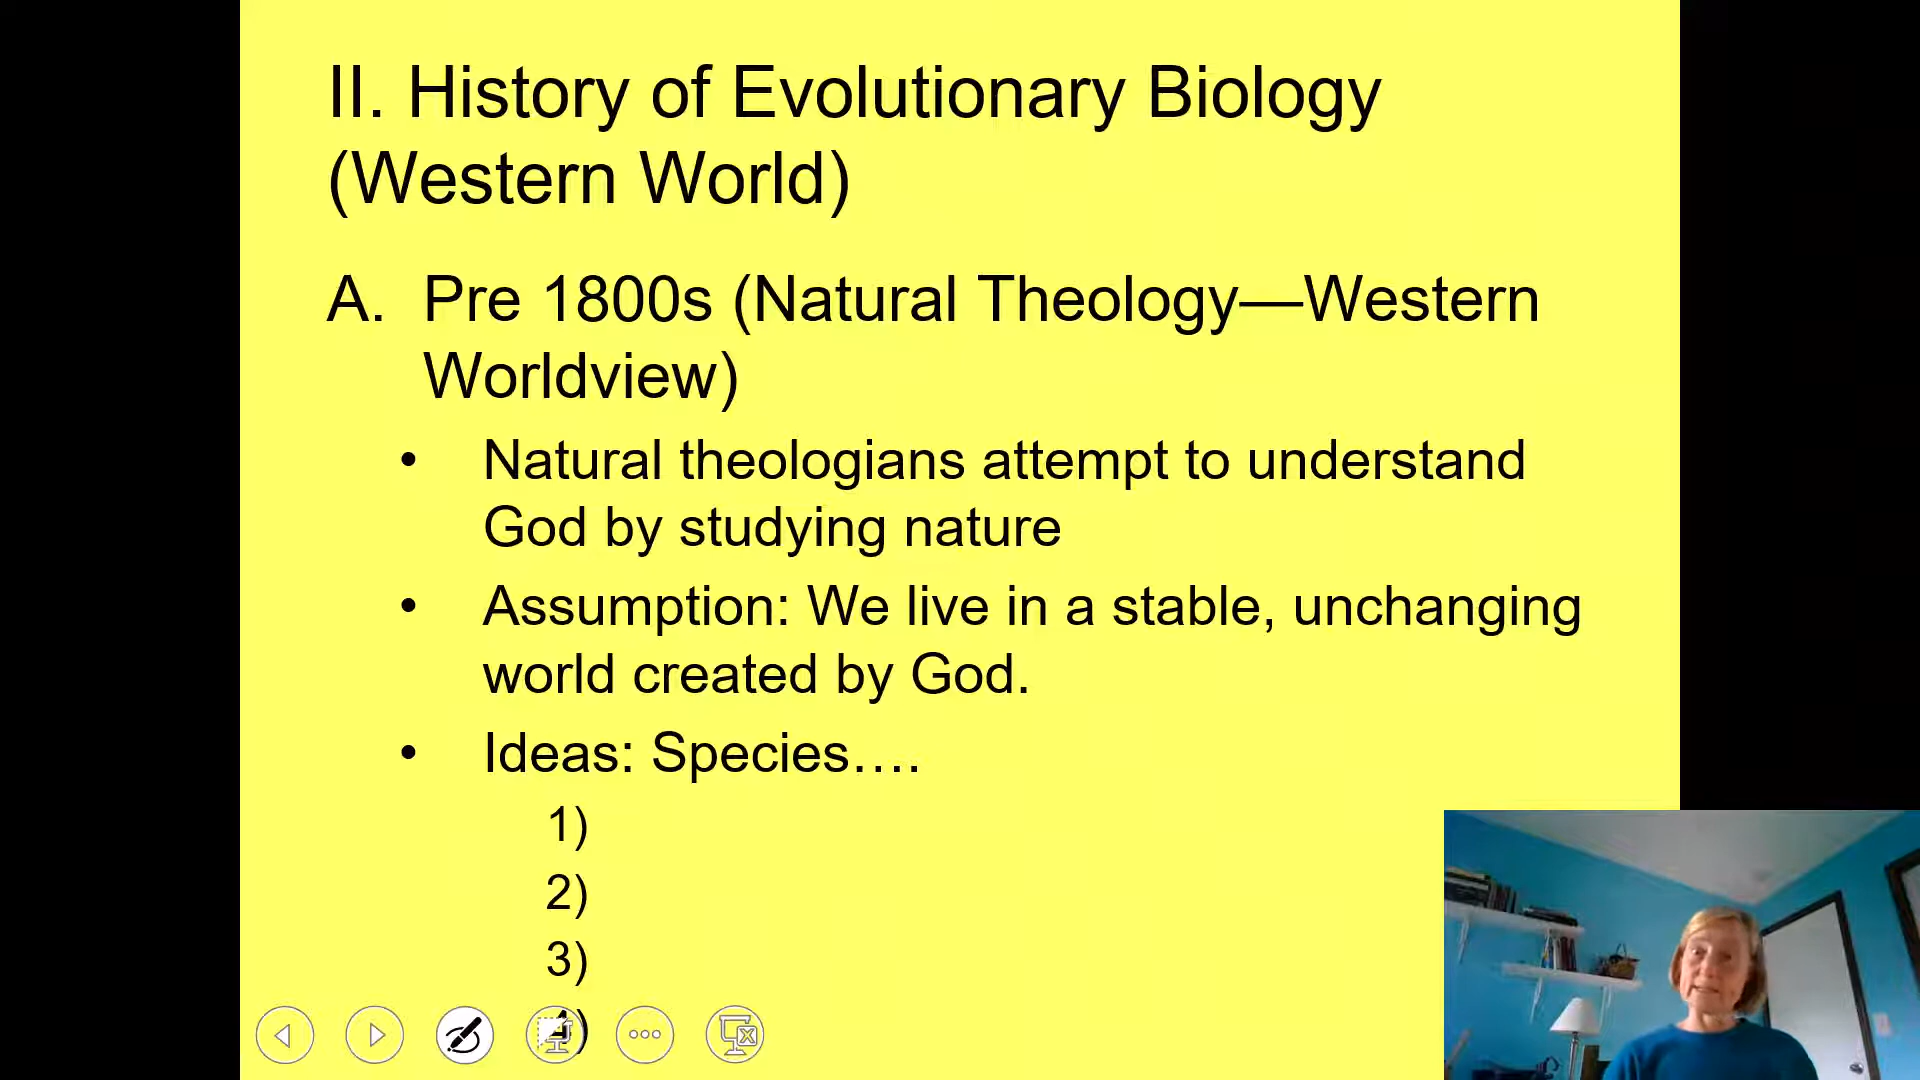 II. History of Evolutionary Biology
(Western World)
A. Pre 1800s (Natural Theology—Western
Worldview)
• Natural theologians attempt to understand
God by studying nature
• Assumption: We live in a stable, unchanging
world created by God.
• Ideas: Species….
1)
2)
3)
4)